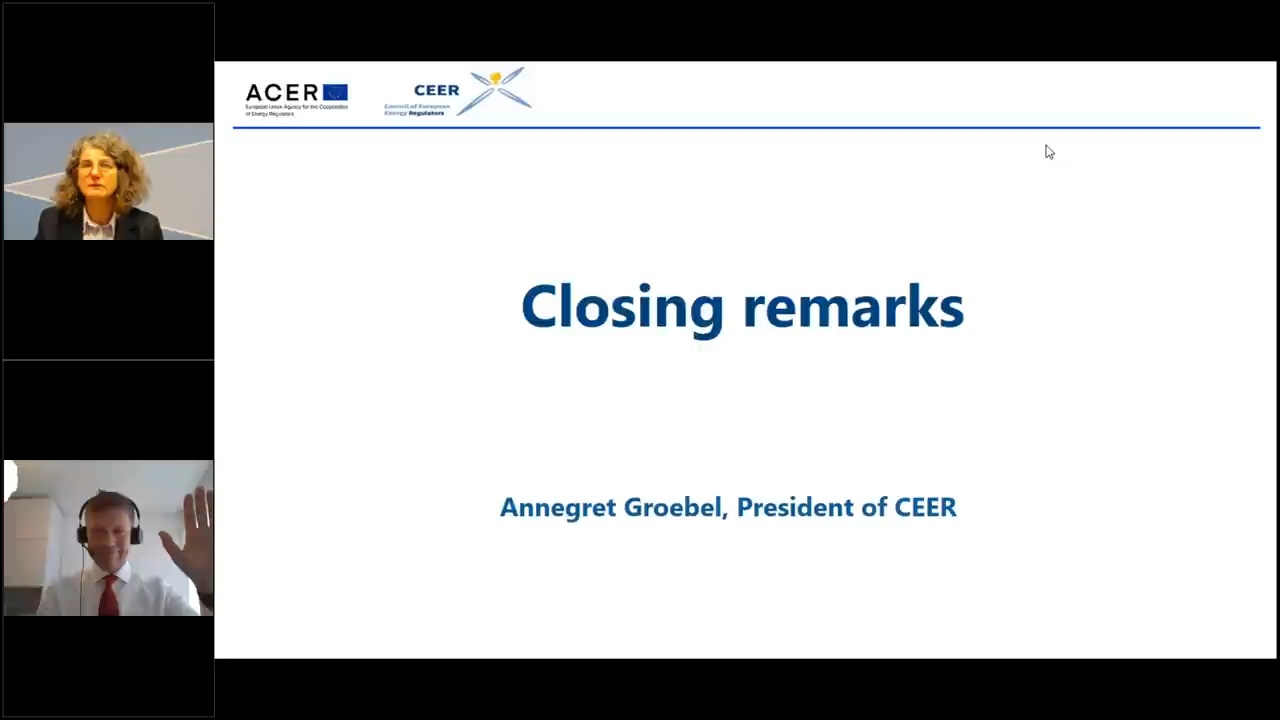 ACER
European Union Agency for the Cooperation
of Energy Regulators
CEER
Council of European
Energy Regulators
Closing remarks
Annegret Groebel, President of CEER